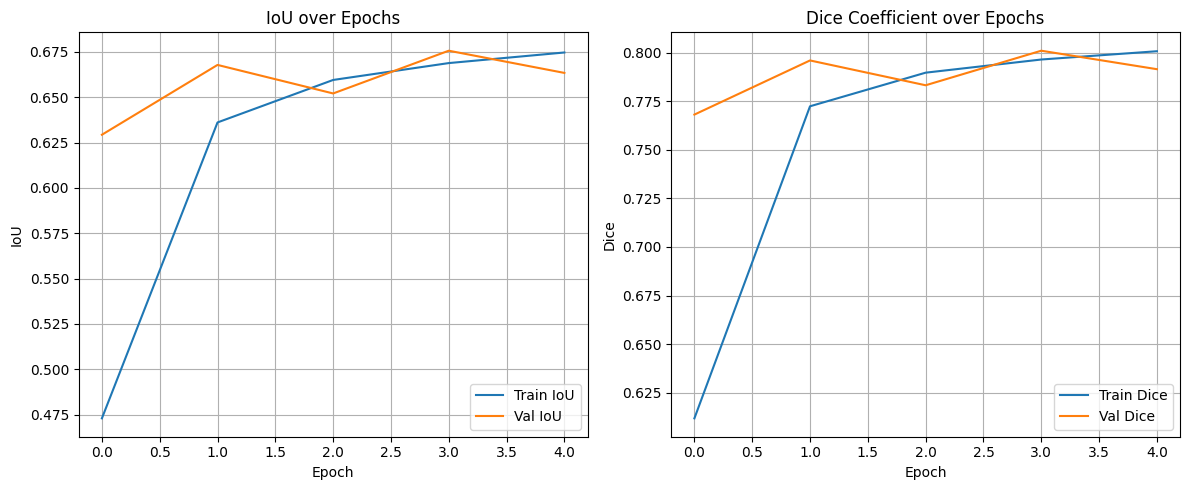 IoU over Epochs
0.675
0.650
0.625
0.600
0.575
0.550
0.525
0.500
0.475
IoU
0.0 0.5 1.0 1.5 2.0 2.5 3.0 3.5 4.0
Epoch
Train IoU
Val IoU
Dice Coefficient over Epochs
0.800
0.775
0.750
0.725
0.700
0.675
0.650
0.625
Dice
0.0 0.5 1.0 1.5 2.0 2.5 3.0 3.5 4.0
Epoch
Train Dice
Val Dice